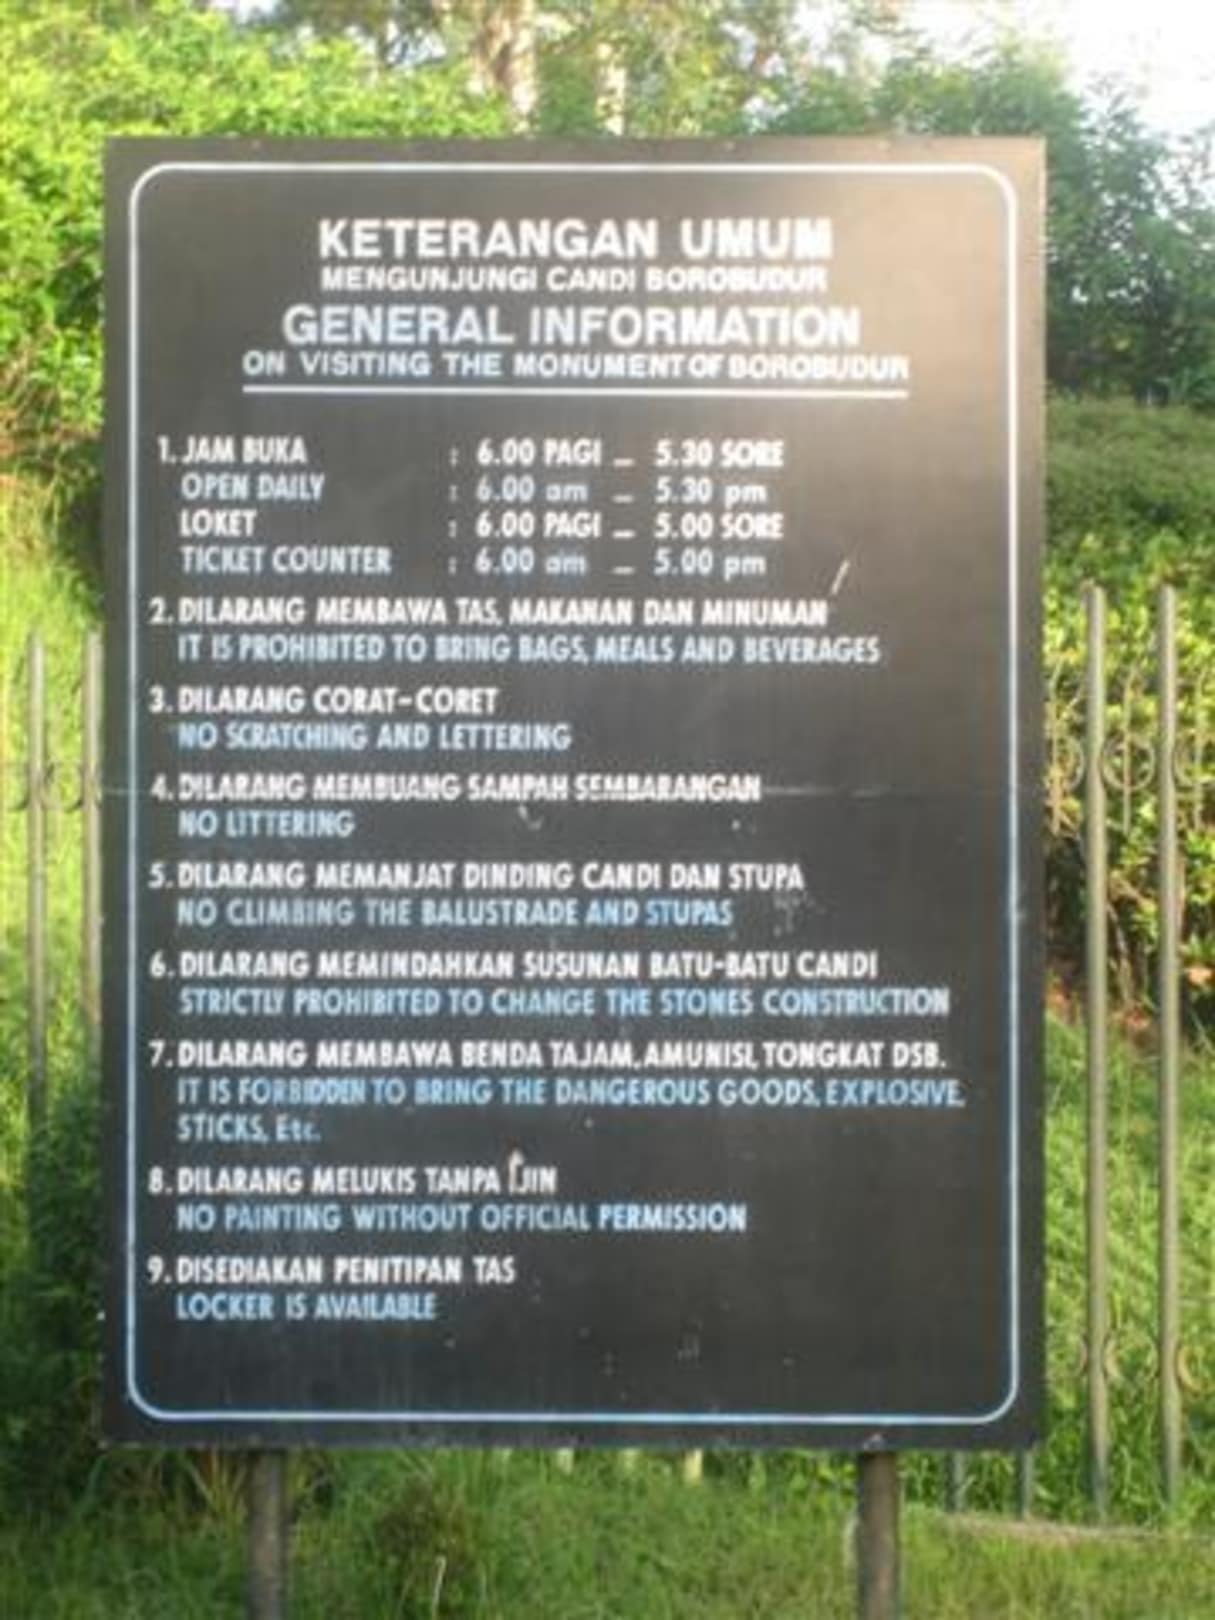 KETERANGAN UMUM
MENGUNJUNGI CANDI BOROBUDUR
GENERAL INFORMATION
ON VISITING THE MONUMENT OF BOROBUDUR
1. JAM BUKA : 6.00 PAGI – 5.30 SORE
OPEN DAILY : 6.00 am – 5.30 pm
LOKET : 6.00 PAGI – 5.00 SORE
TICKET COUNTER : 6.00 am – 5.00 pm
2. DILARANG MEMBAWA TAS, MAKANAN DAN MINUMAN
IT IS PROHIBITED TO BRING BAGS, MEALS AND BEVERAGES
3. DILARANG CORAT-CORET
NO SCRATCHING AND LETTERING
4. DILARANG MEMBUANG SAMPAH SEMBARANGAN
NO LITTERING
5. DILARANG MEMANJAT DINDING CANDI DAN STUPA
NO CLIMBING THE BALUSTRADE AND STUPAS
6. DILARANG MEMINDAHKAN SUSUNAN BATU-BATU CANDI
STRICTLY PROHIBITED TO CHANGE THE STONES CONSTRUCTION
7. DILARANG MEMBAWA BENDA TAJAM, AMUNISI, TONGKAT DSB.
IT IS FORBIDDEN TO BRING THE DANGEROUS GOODS, EXPLOSIVE,
STICKS, Etc.
8. DILARANG MELUKIS TANPA IJIN
NO PAINTING WITHOUT OFFICIAL PERMISSION
9. DISEDIAKAN PENITIPAN TAS
LOCKER IS AVAILABLE